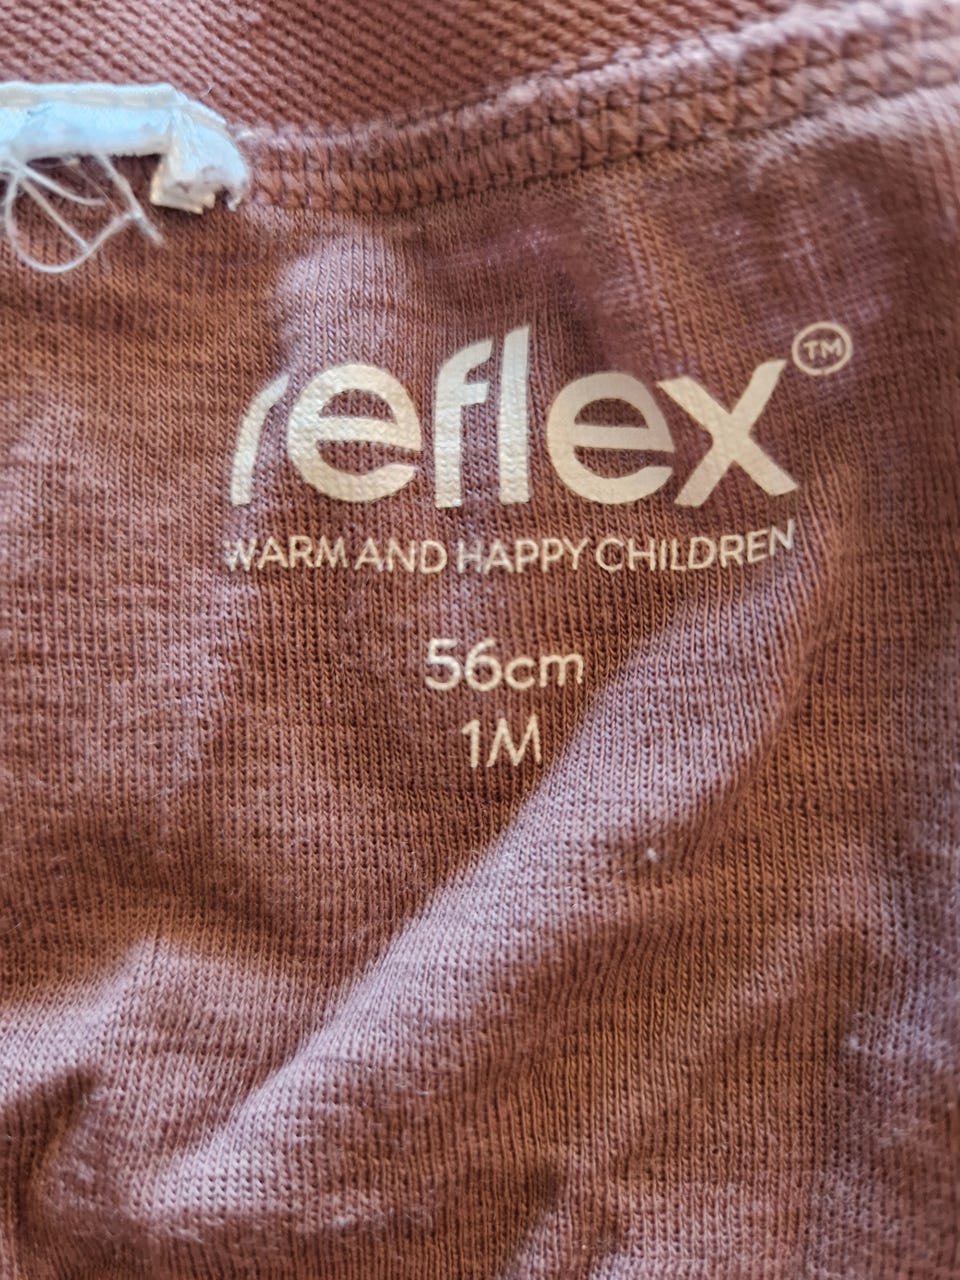 reflex™
WARM AND HAPPY CHILDREN
56cm
1M